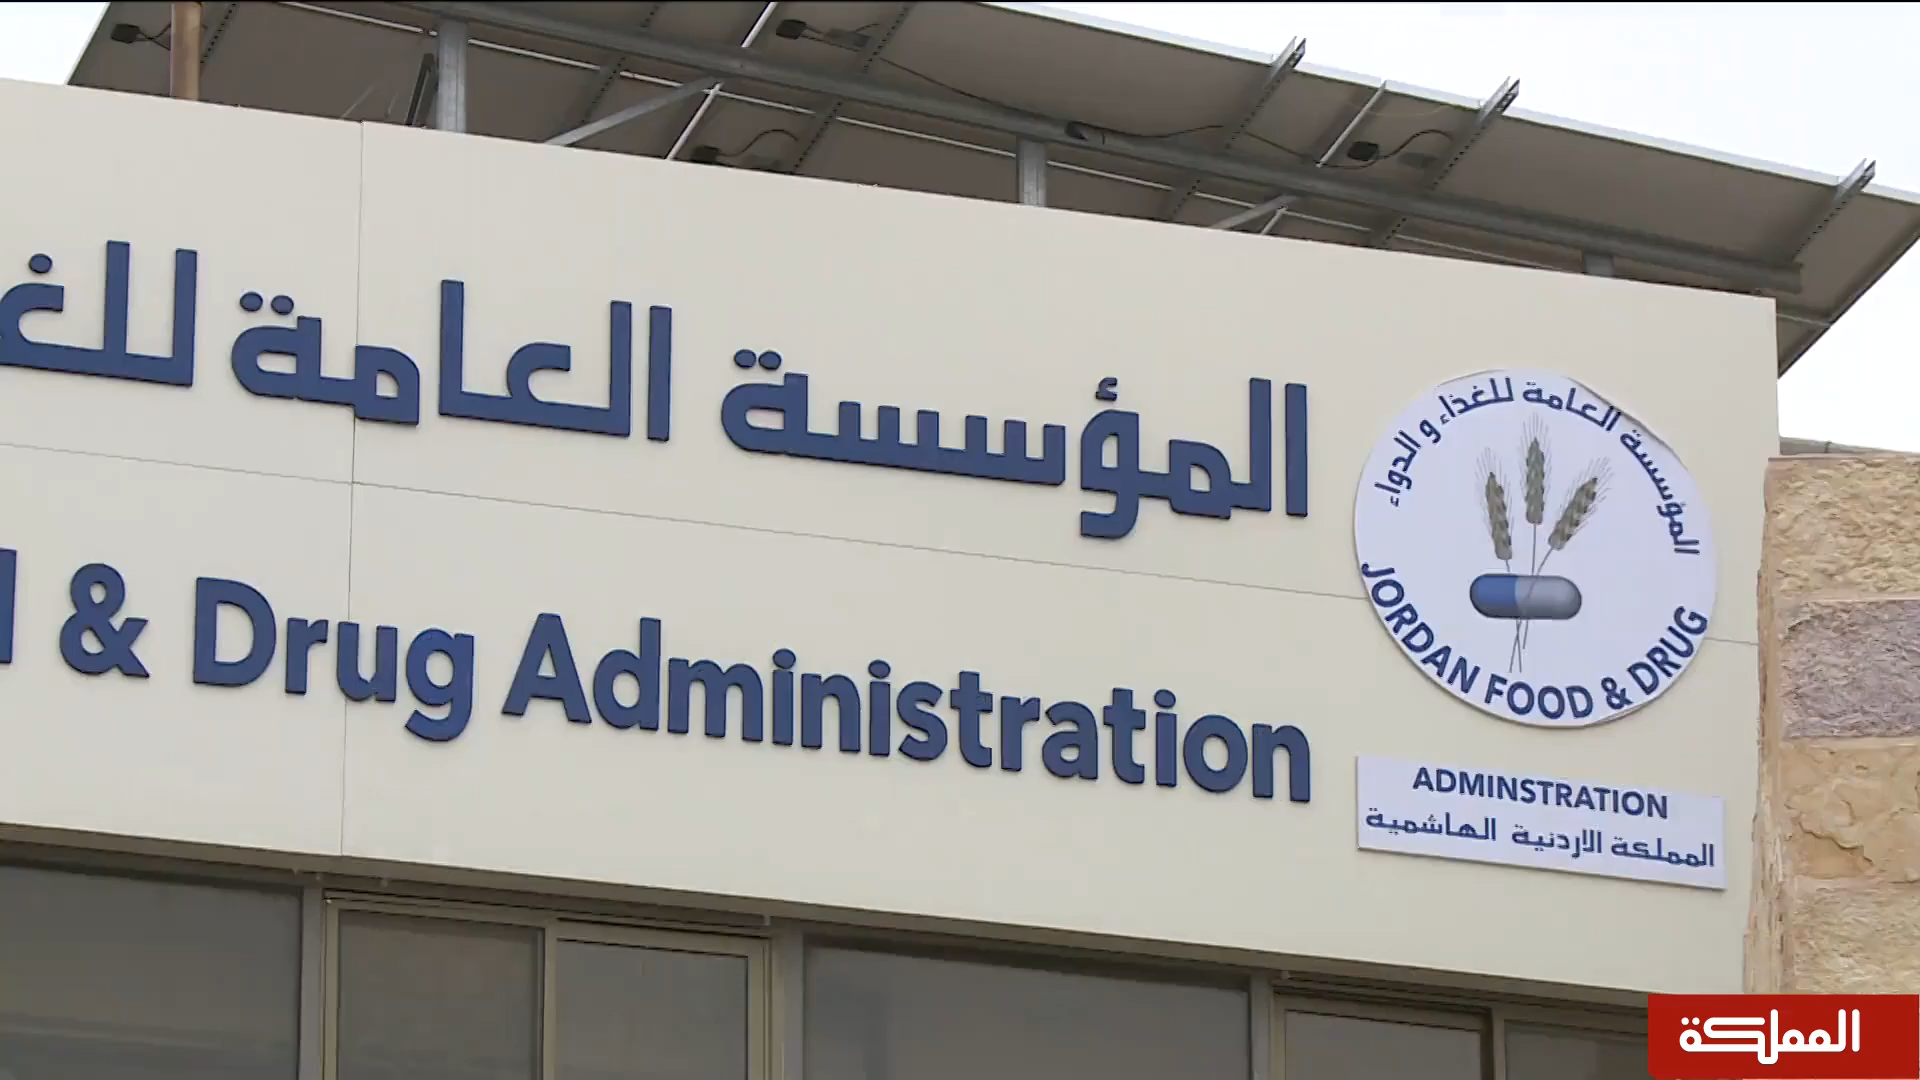 المؤسسة العامة للغ
& Drug Administration
المؤسسة العامة للغذاء و الدواء
JORDAN FOOD & DRUG
ADMINSTRATION
المملكة الاردنية الهاشمية
المملكة